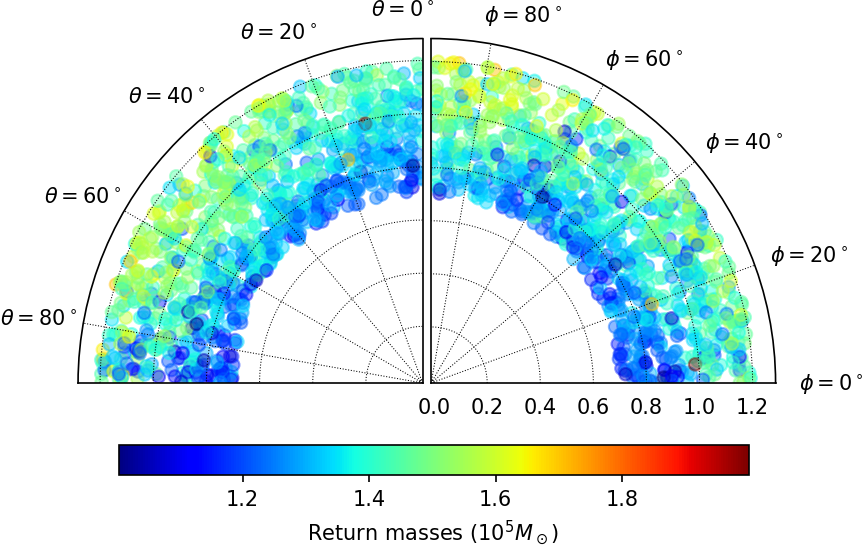 θ = 0°
ϕ = 80°
θ = 20°
ϕ = 60°
θ = 40°
ϕ = 40°
θ = 60°
ϕ = 20°
θ = 80°
ϕ = 0°
0.0 0.2 0.4 0.6 0.8 1.0 1.2
1.2 1.4 1.6 1.8
Return masses (10⁵M☉)